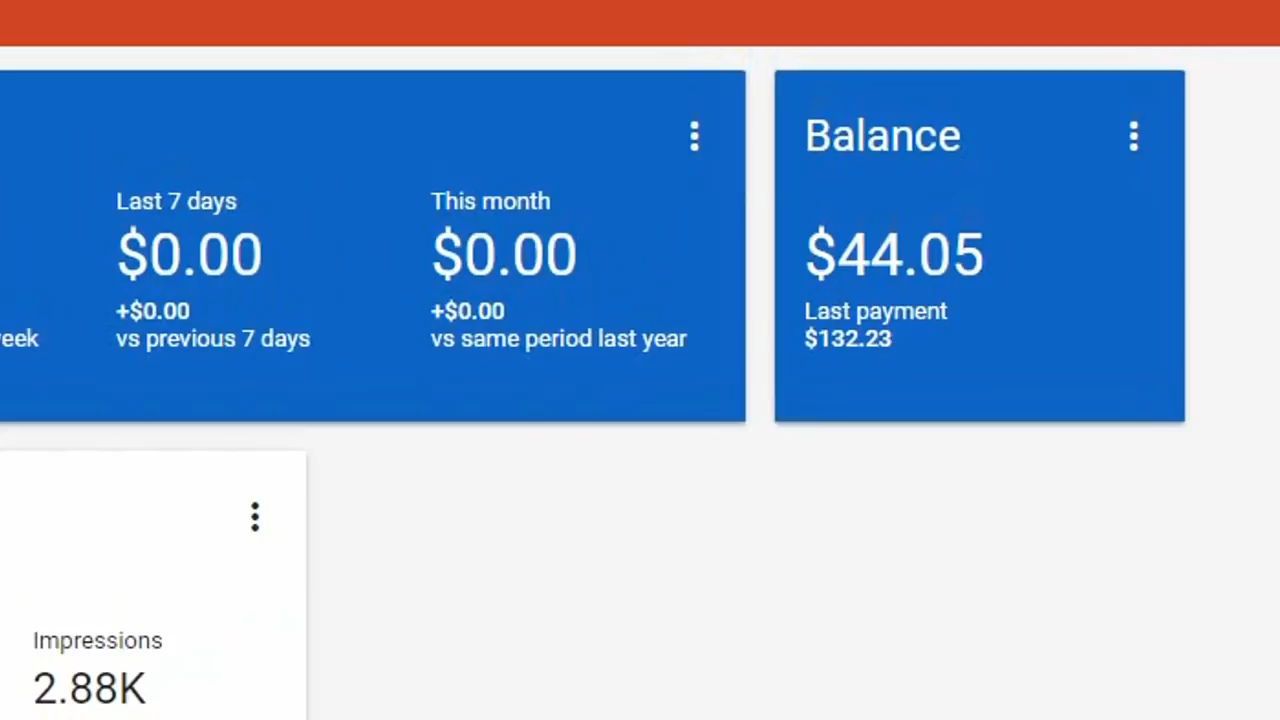 Last 7 days
$0.00
+$0.00
vs previous 7 days
This month
$0.00
+$0.00
vs same period last year
Balance
$44.05
Last payment
$132.23
Impressions
2.88K